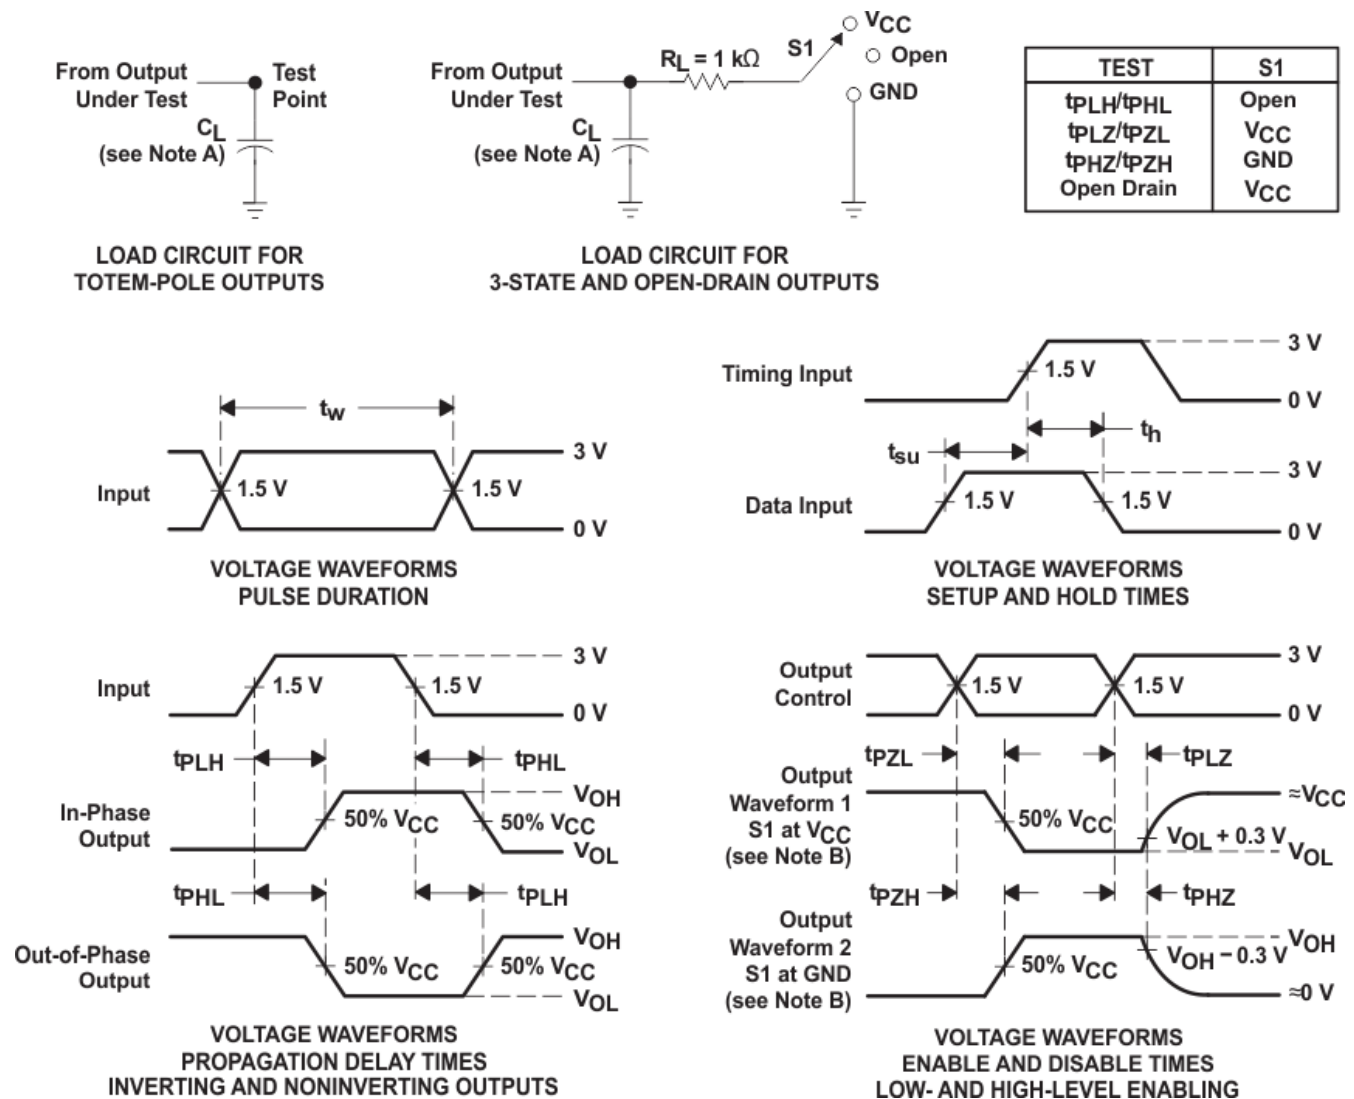 From Output
Under Test
Test
Point
CL
(see Note A)
LOAD CIRCUIT FOR
TOTEM-POLE OUTPUTS
From Output
Under Test
RL = 1 kΩ
S1
VCC
Open
GND
CL
(see Note A)
LOAD CIRCUIT FOR
3-STATE AND OPEN-DRAIN OUTPUTS
TEST S1
tPLH/tPHL Open
tPLZ/tPZL VCC
tPHZ/tPZH GND
Open Drain VCC
tw
Input
1.5 V
1.5 V
3 V
0 V
VOLTAGE WAVEFORMS
PULSE DURATION
Timing Input
1.5 V
3 V
0 V
tsu
th
Data Input
1.5 V
1.5 V
3 V
0 V
VOLTAGE WAVEFORMS
SETUP AND HOLD TIMES
Input
1.5 V
1.5 V
3 V
0 V
tPLH
tPHL
In-Phase
Output
50% VCC
50% VCC
VOH
VOL
tPHL
tPLH
Out-of-Phase
Output
50% VCC
50% VCC
VOH
VOL
VOLTAGE WAVEFORMS
PROPAGATION DELAY TIMES
INVERTING AND NONINVERTING OUTPUTS
Output
Control
1.5 V
1.5 V
3 V
0 V
tPZL
tPLZ
Output
Waveform 1
S1 at VCC
(see Note B)
50% VCC
VOL + 0.3 V
≈VCC
VOL
tPZH
tPHZ
Output
Waveform 2
S1 at GND
(see Note B)
50% VCC
VOH − 0.3 V
VOH
≈0 V
VOLTAGE WAVEFORMS
ENABLE AND DISABLE TIMES
LOW- AND HIGH-LEVEL ENABLING